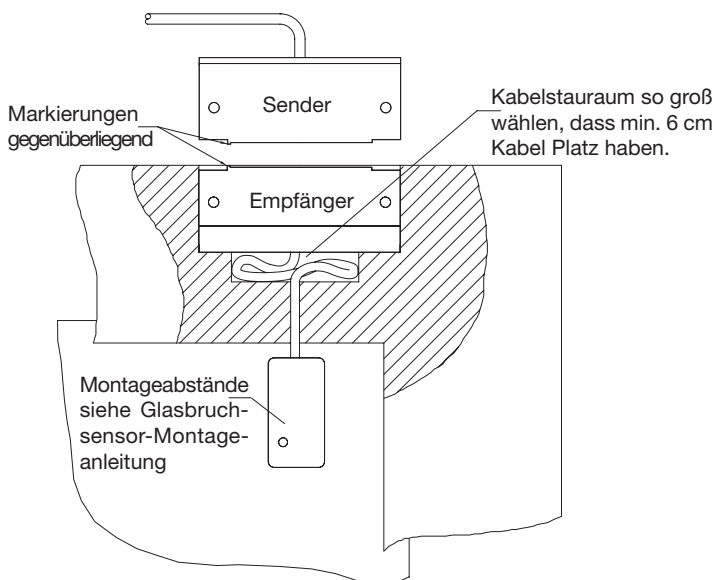 Sender
Markierungen
gegenüberliegend
Kabelstauraum so groß
wählen, dass min. 6 cm
Kabel Platz haben.
Empfänger
Montageabstände
siehe Glasbruch-
sensor-Montage-
anleitung